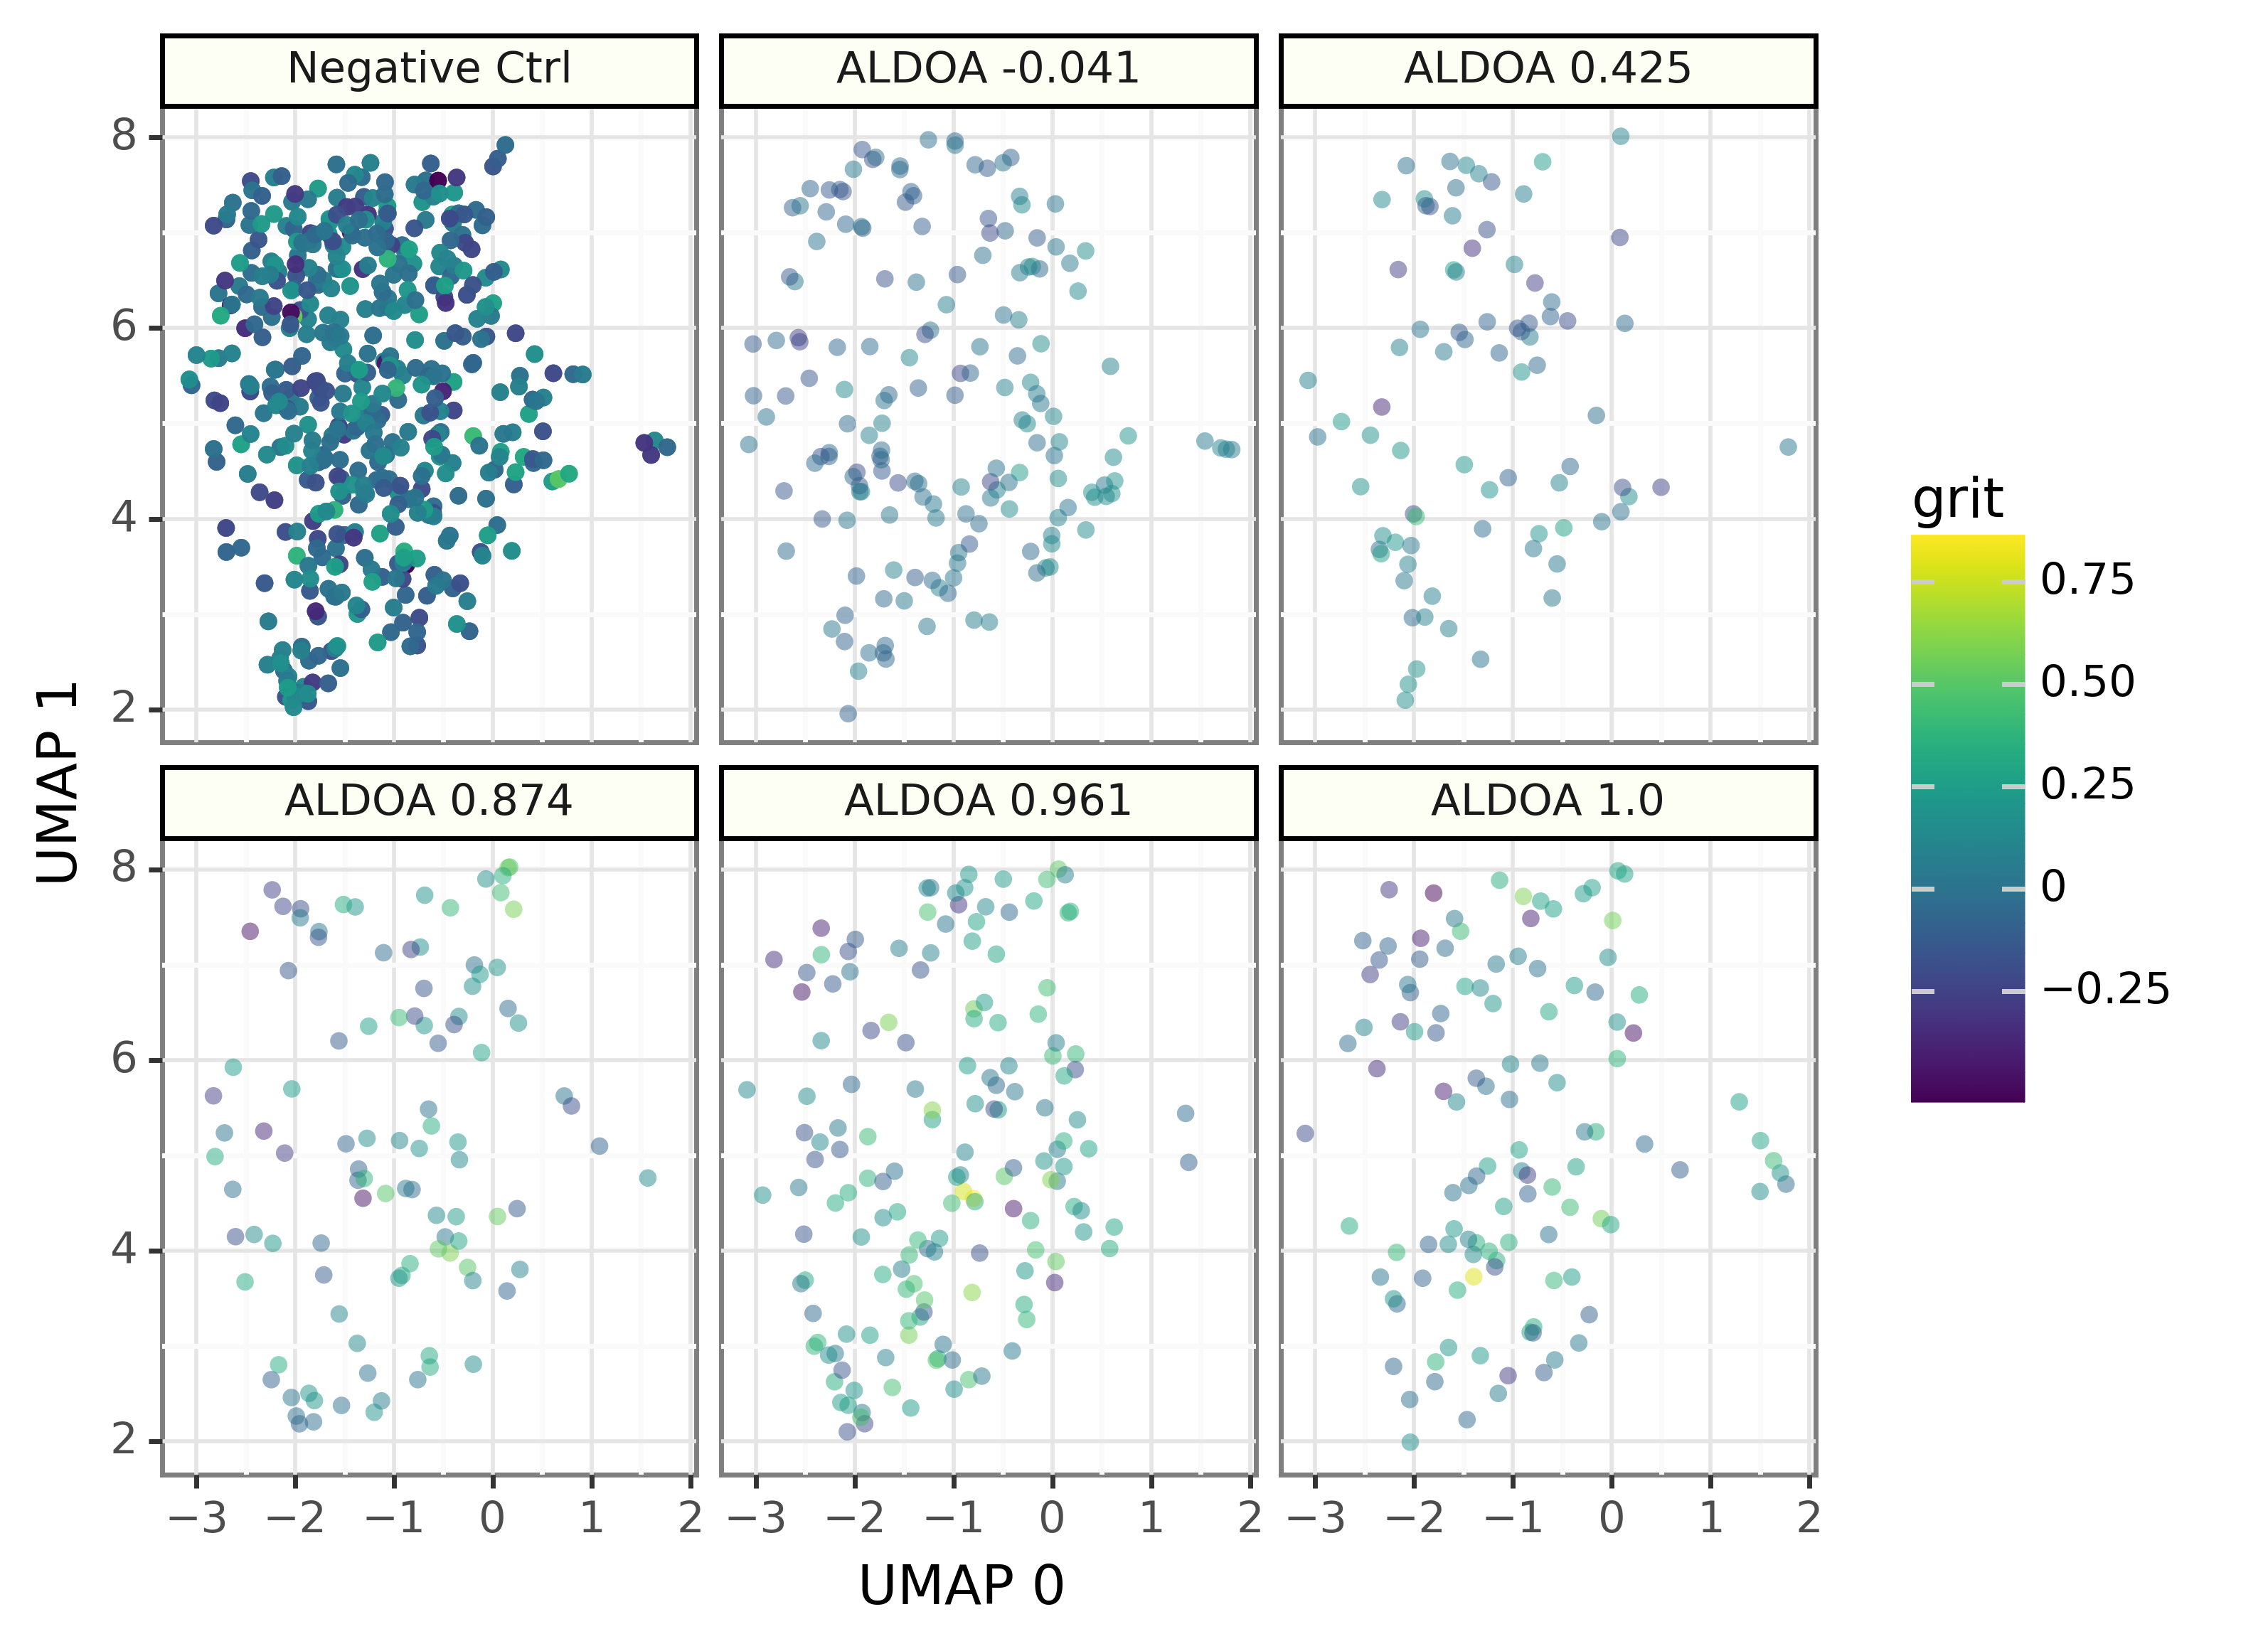 Negative Ctrl
ALDOA -0.041
ALDOA 0.425
8
6
4
2
ALDOA 0.874
ALDOA 0.961
ALDOA 1.0
8
6
4
2
−3 −2 −1 0 1 2
−3 −2 −1 0 1 2
−3 −2 −1 0 1 2
UMAP 0
UMAP 1
grit
0.75
0.50
0.25
0
−0.25